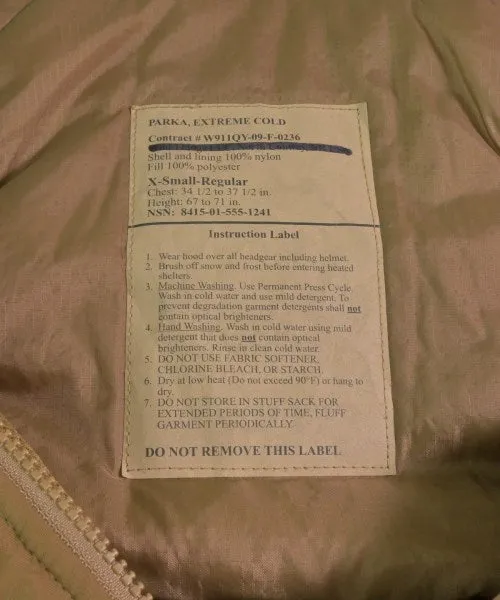 PARKA, EXTREME COLD
Contract # W911QY-09-F-0236
Shell and lining 100% nylon
Fill 100% polyester
X-Small-Regular
Chest: 34 1/2 to 37 1/2 in.
Height: 67 to 71 in.
NSN: 8415-01-555-1241
Instruction Label
1. Wear hood over all headgear including helmet.
2. Brush off snow and frost before entering heated
shelters.
3. Machine Washing. Use Permanent Press Cycle.
Wash in cold water and use mild detergent. To
prevent degradation garment detergents shall not
contain optical brighteners.
4. Hand Washing. Wash in cold water using mild
detergent that does not contain optical
brighteners. Rinse in clean cold water.
5. DO NOT USE FABRIC SOFTENER,
CHLORINE BLEACH, OR STARCH.
6. Dry at low heat (Do not exceed 90°F) or hang to
dry.
7. DO NOT STORE IN STUFF SACK FOR
EXTENDED PERIODS OF TIME, FLUFF
GARMENT PERIODICALLY.
DO NOT REMOVE THIS LABEL